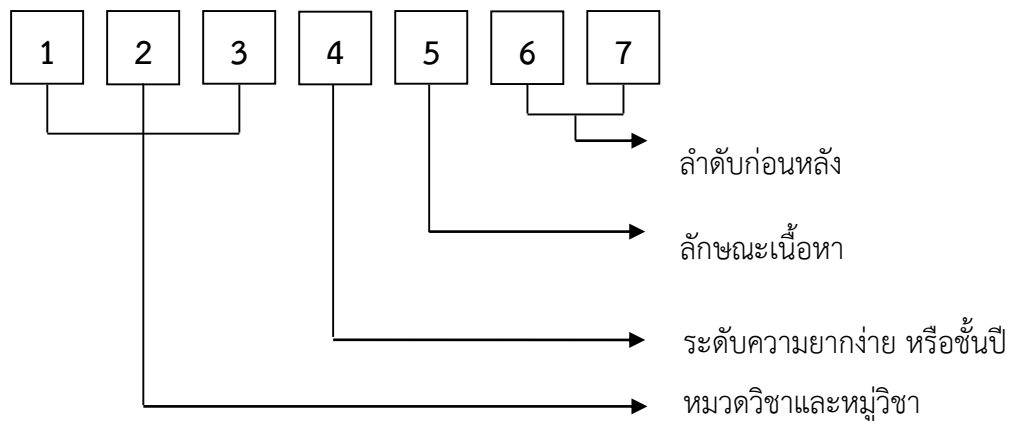 1 2 3 4 5 6 7
ลำดับก่อนหลัง
ลักษณะเนื้อหา
ระดับความยากง่าย หรือชั้นปี
หมวดวิชาและหมู่วิชา